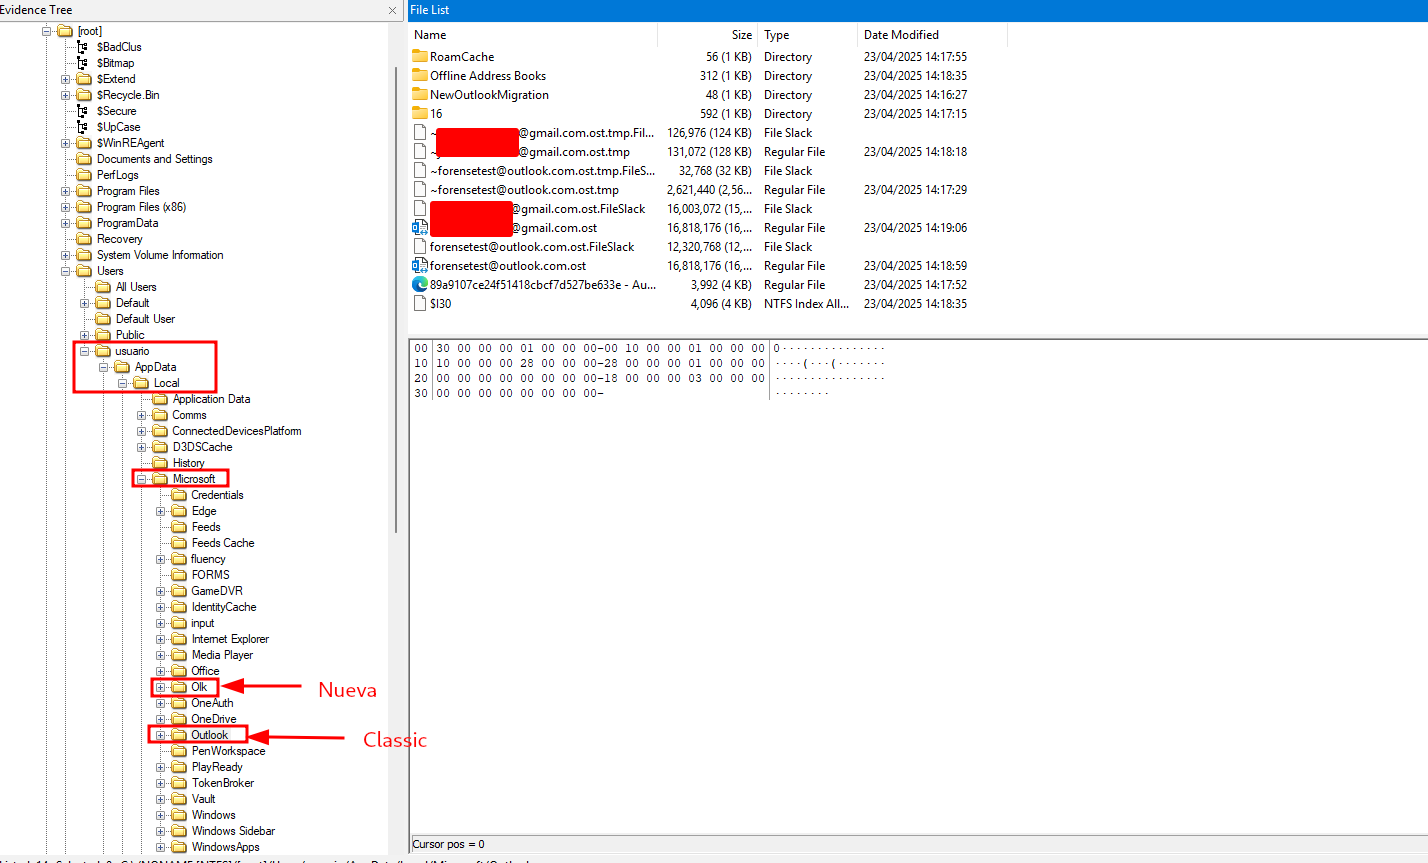 Evidence Tree
[root]
$BadClus
$Bitmap
$Extend
$Recycle.Bin
$Secure
$UpCase
$WinREAgent
Documents and Settings
PerfLogs
Program Files
Program Files (x86)
ProgramData
Recovery
System Volume Information
Users
All Users
Default
Default User
Public
usuario
AppData
Local
Application Data
Comms
ConnectedDevicesPlatform
D3DSCache
History
Microsoft
Credentials
Edge
Feeds
Feeds Cache
fluency
FORMS
GameDVR
IdentityCache
input
Internet Explorer
Media Player
Office
Olk
Nueva
OneAuth
OneDrive
Outlook
Classic
PenWorkspace
PlayReady
TokenBroker
Vault
Windows
Windows Sidebar
WindowsApps
File List
Name Size Type Date Modified
RoamCache 56 (1 KB) Directory 23/04/2025 14:17:55
Offline Address Books 312 (1 KB) Directory 23/04/2025 14:18:35
NewOutlookMigration 48 (1 KB) Directory 23/04/2025 14:16:27
16 592 (1 KB) Directory 23/04/2025 14:17:15
~ @gmail.com.ost.tmp.Fil... 126,976 (124 KB) File Slack
~ @gmail.com.ost.tmp 131,072 (128 KB) Regular File 23/04/2025 14:18:18
~forensetest@outlook.com.ost.tmp.FileS... 32,768 (32 KB) File Slack
~forensetest@outlook.com.ost.tmp 2,621,440 (2,56... Regular File 23/04/2025 14:17:29
@gmail.com.ost.FileSlack 16,003,072 (15,... File Slack
@gmail.com.ost 16,818,176 (16,... Regular File 23/04/2025 14:19:06
forensetest@outlook.com.ost.FileSlack 12,320,768 (12,... File Slack
forensetest@outlook.com.ost 16,818,176 (16,... Regular File 23/04/2025 14:18:59
89a9107ce24f51418cbcf7d527be633e - Au... 3,992 (4 KB) Regular File 23/04/2025 14:17:52
$I30 4,096 (4 KB) NTFS Index All... 23/04/2025 14:18:35
00 30 00 00 00 01 00 00 00-00 10 00 00 01 00 00 00 0···············
10 10 00 00 00 28 00 00 00-28 00 00 00 01 00 00 00 ····(···(·······
20 00 00 00 00 00 00 00 00-18 00 00 00 03 00 00 00 ················
30 00 00 00 00 00 00 00 00- ········
Cursor pos = 0